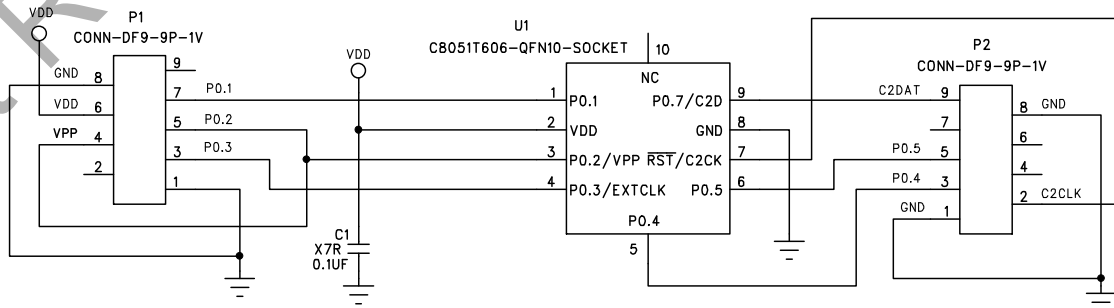 VDD
P1
CONN-DF9-9P-1V
GND 8
VDD 6
VPP 4
2
9
7 P0.1
5 P0.2
3 P0.3
1
VDD
C1
X7R
0.1UF
U1
C8051T606-QFN10-SOCKET
10
NC
1 P0.1
2 VDD
3 P0.2/VPP
4 P0.3/EXTCLK
P0.7/C2D 9
GND 8
RST/C2CK 7
P0.5 6
P0.4
5
P2
CONN-DF9-9P-1V
C2DAT 9
7
P0.5 5
P0.4 3
GND 1
8 GND
6
4
2 C2CLK